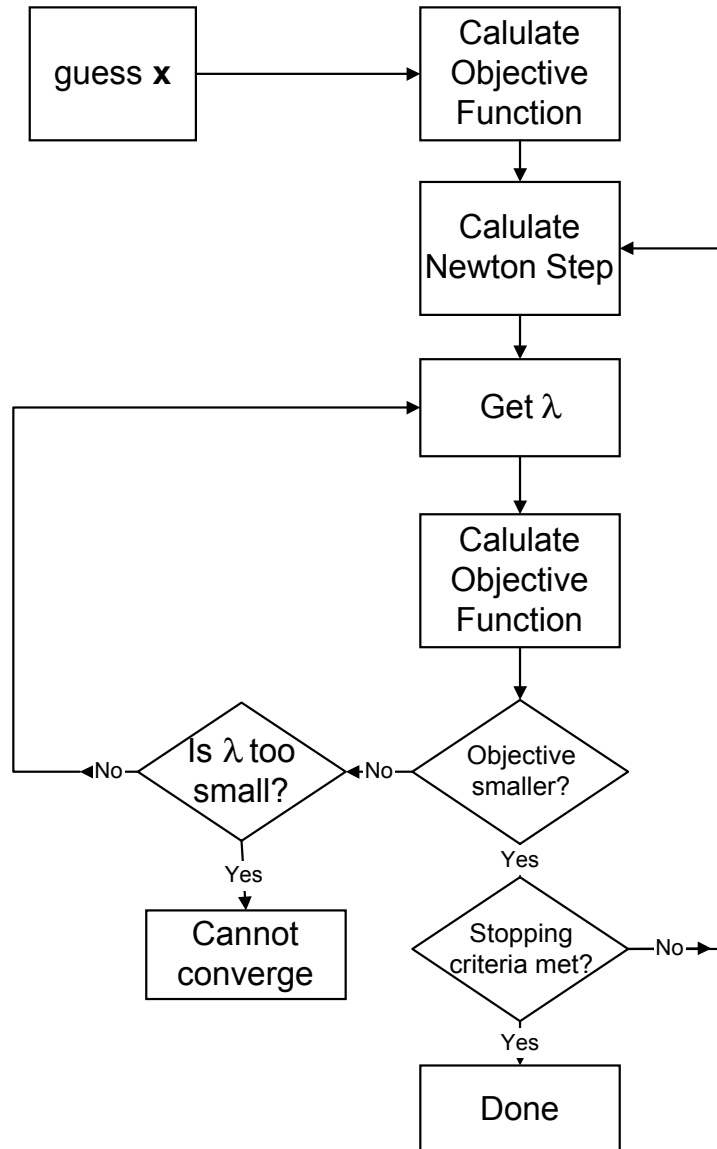 guess x
Calulate
Objective
Function
Calulate
Newton Step
Get λ
Calulate
Objective
Function
Objective
smaller?
No
Is λ too
small?
No
Yes
Cannot
converge
Yes
Stopping
criteria met?
No
Yes
Done